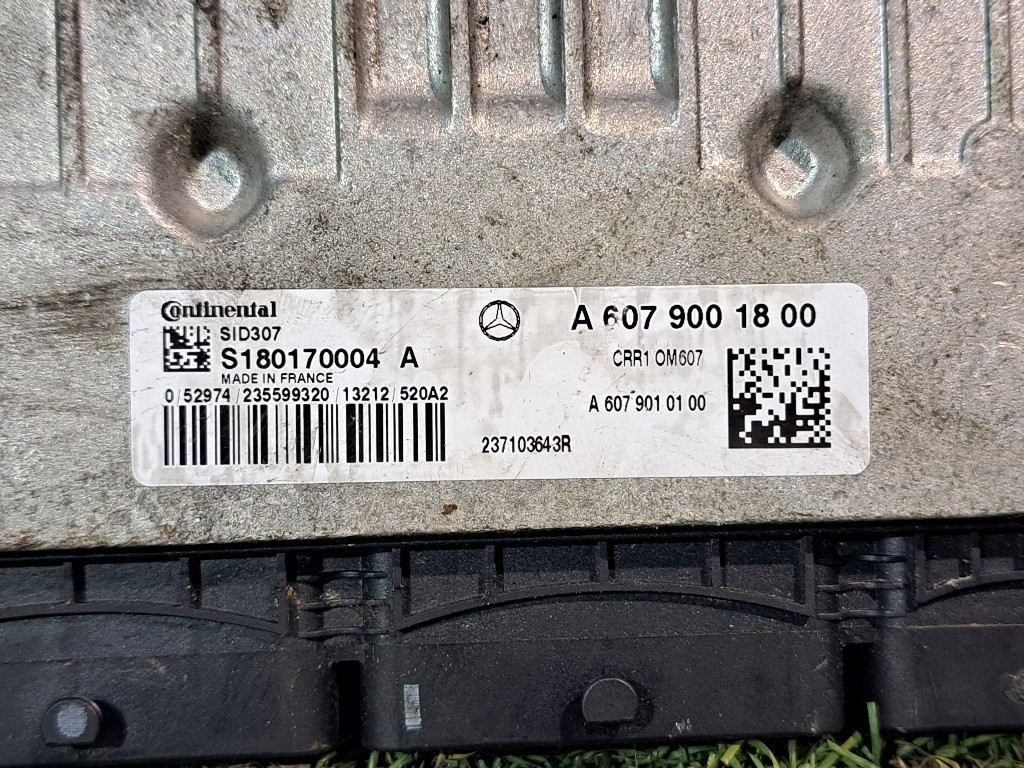 Continental
SID307
S180170004 A
MADE IN FRANCE
0/52974/235599320/13212/520A2
A 607 900 18 00
CRR1 OM607
A 607 901 01 00
237103643R